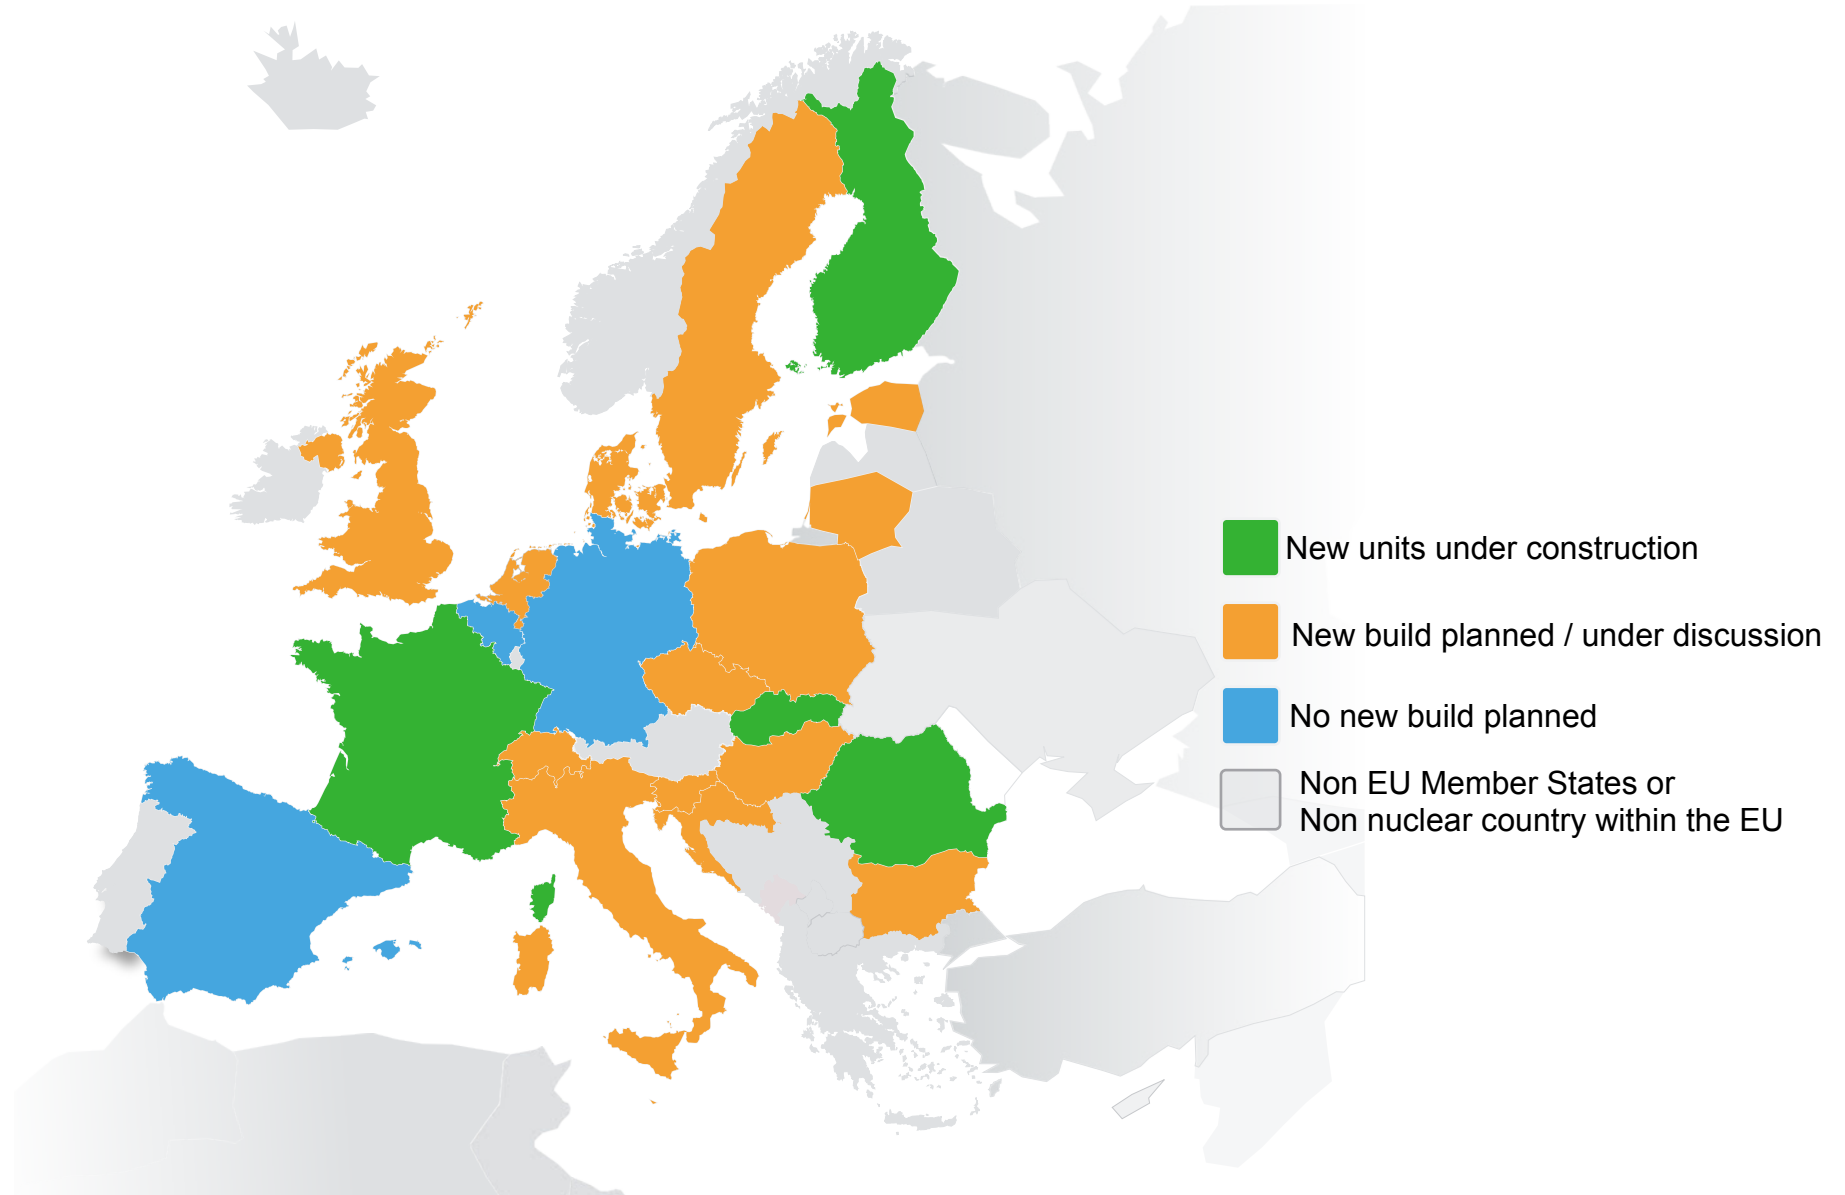 New units under construction
New build planned / under discussion
No new build planned
Non EU Member States or
Non nuclear country within the EU